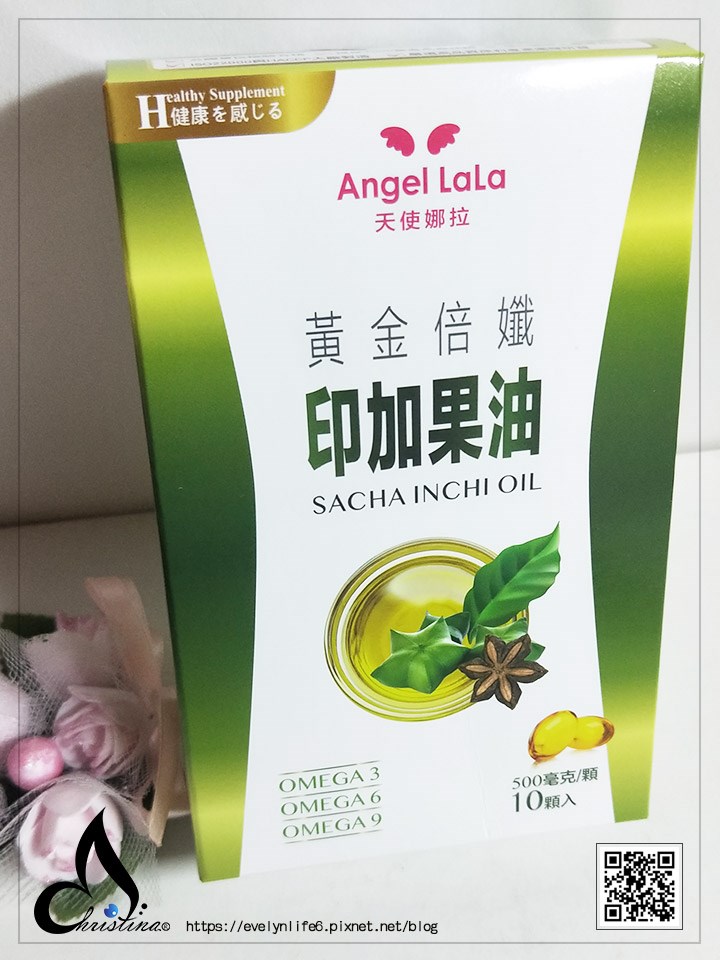 Healthy Supplement
健康を感じる
Angel LaLa
天使娜拉
黃金倍孅
印加果油
SACHA INCHI OIL
OMEGA 3
OMEGA 6
OMEGA 9
500毫克/顆
10顆入
Christina®
https://evelynlife6.pixnet.net/blog